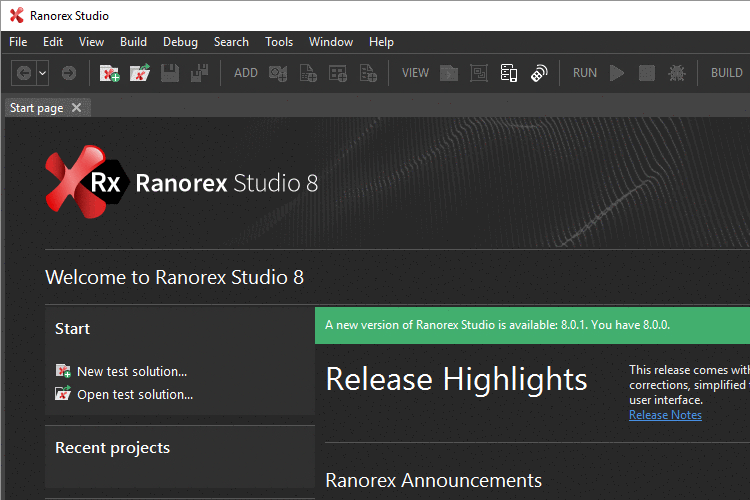 Ranorex Studio
File Edit View Build Debug Search Tools Window Help
ADD VIEW RUN BUILD
Start page
Rx Ranorex Studio 8
Welcome to Ranorex Studio 8
Start
New test solution...
Open test solution...
Recent projects
A new version of Ranorex Studio is available: 8.0.1. You have 8.0.0.
Release Highlights
This release comes with
corrections, simplified
user interface.
Release Notes
Ranorex Announcements